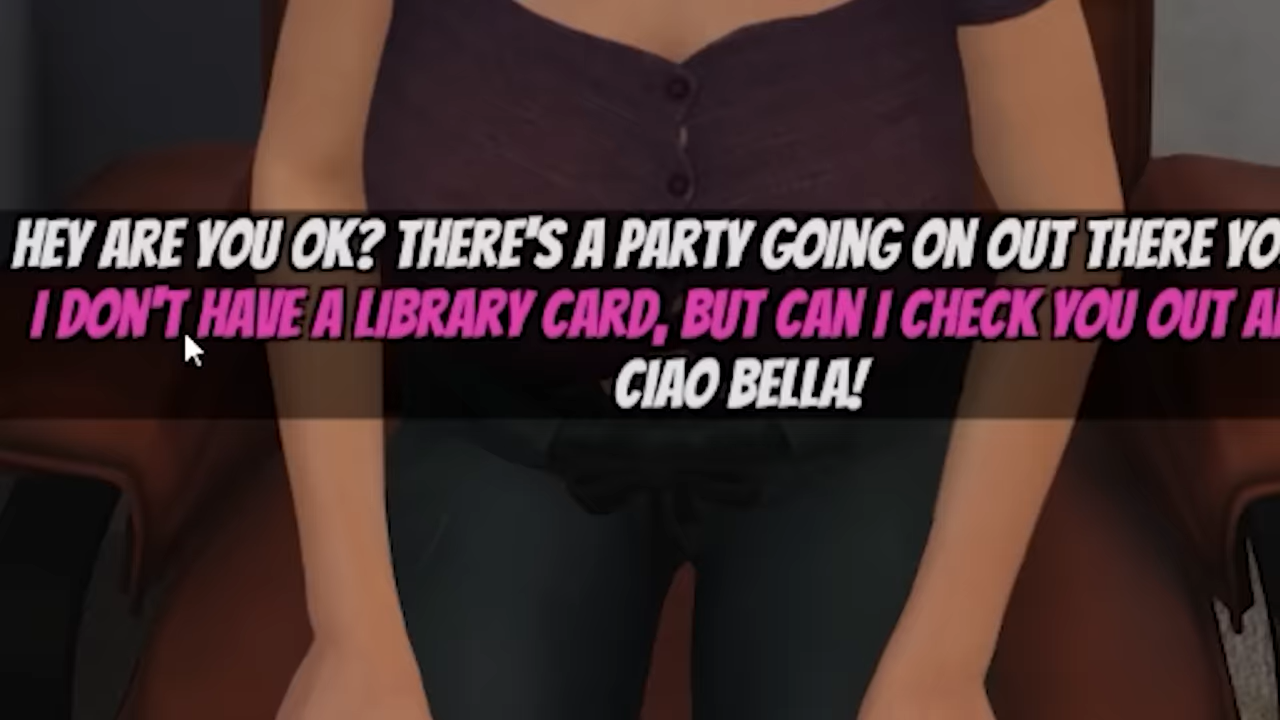 HEY ARE YOU OK? THERE'S A PARTY GOING ON OUT THERE
I DON'T HAVE A LIBRARY CARD, BUT CAN I CHECK YOU OUT
CIAO BELLA!